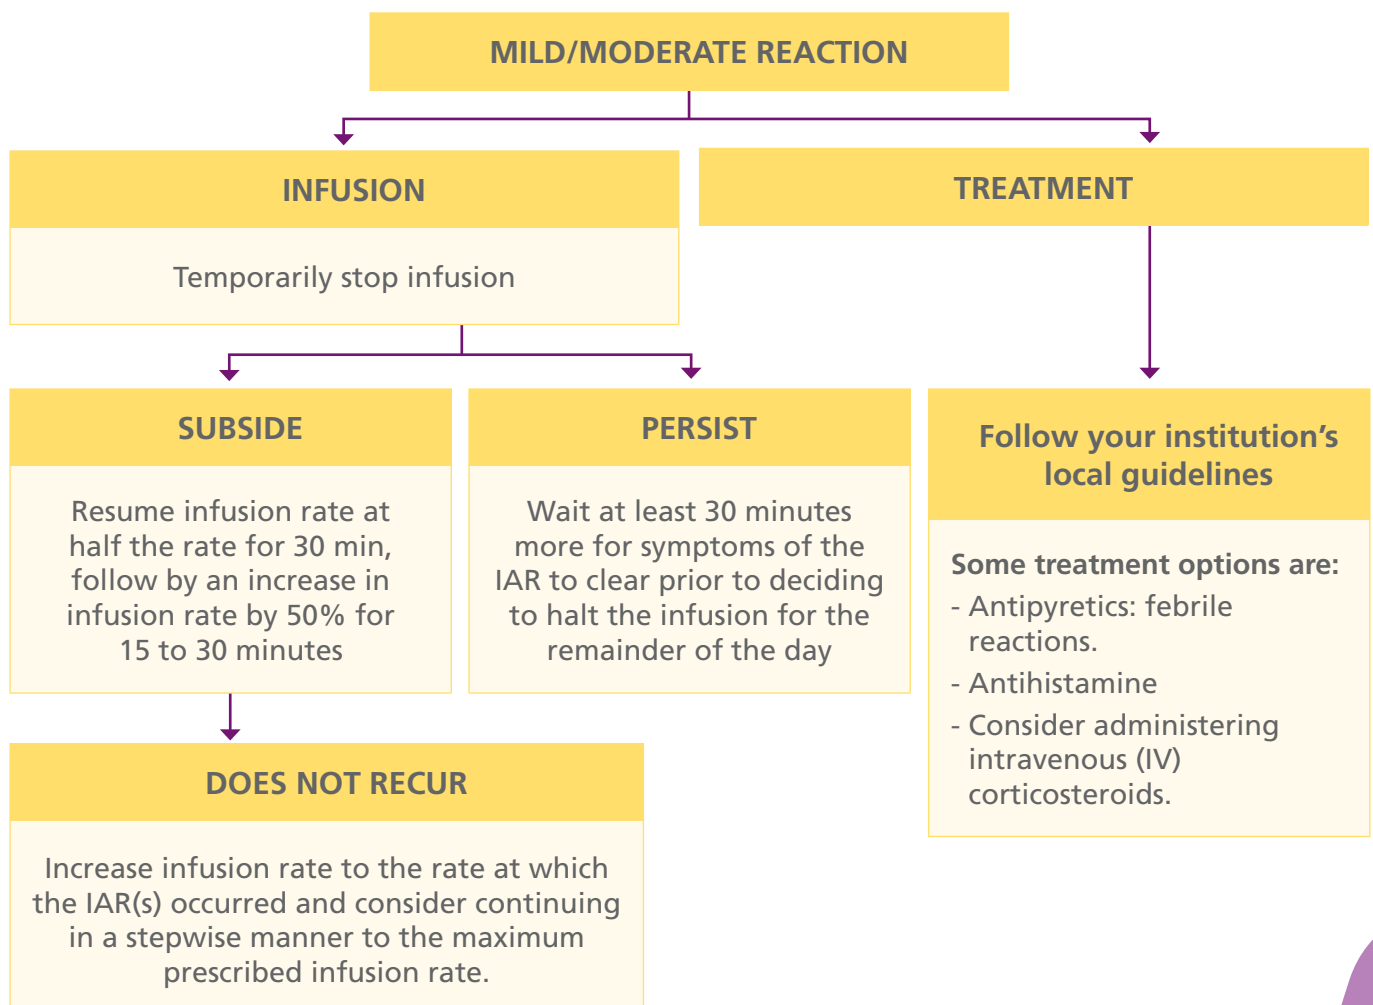 MILD/MODERATE REACTION
INFUSION
Temporarily stop infusion
TREATMENT
SUBSIDE
Resume infusion rate at
half the rate for 30 min,
follow by an increase in
infusion rate by 50% for
15 to 30 minutes
PERSIST
Wait at least 30 minutes
more for symptoms of the
IAR to clear prior to deciding
to halt the infusion for the
remainder of the day
Follow your institution’s
local guidelines
Some treatment options are:
- Antipyretics: febrile
reactions.
- Antihistamine
- Consider administering
intravenous (IV)
corticosteroids.
DOES NOT RECUR
Increase infusion rate to the rate at which
the IAR(s) occurred and consider continuing
in a stepwise manner to the maximum
prescribed infusion rate.